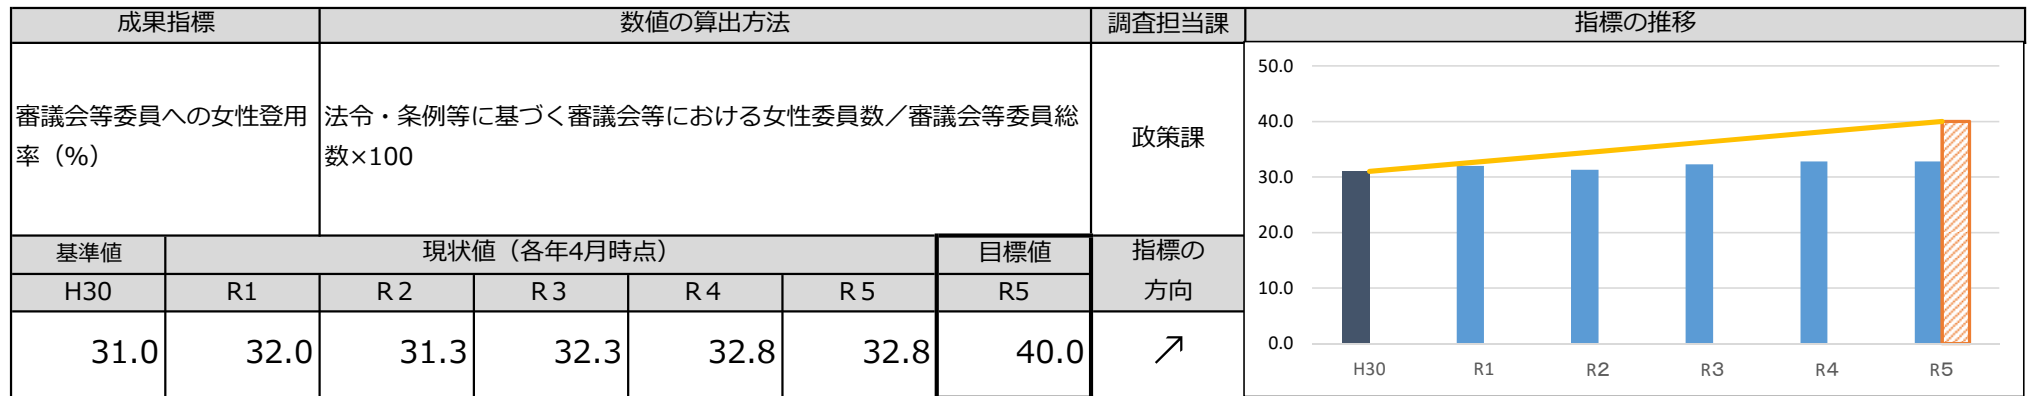 成果指標
数値の算出方法
調査担当課
指標の推移
審議会等委員への女性登用
率（%）
法令・条例等に基づく審議会等における女性委員数／審議会等委員総
数×100
政策課
基準値
現状値（各年4月時点）
目標値
指標の
方向
H30
R1
R２
R３
R４
R５
R5
31.0
32.0
31.3
32.3
32.8
32.8
40.0
↗
50.0
40.0
30.0
20.0
10.0
0.0
H30
R1
R２
R３
R４
R５